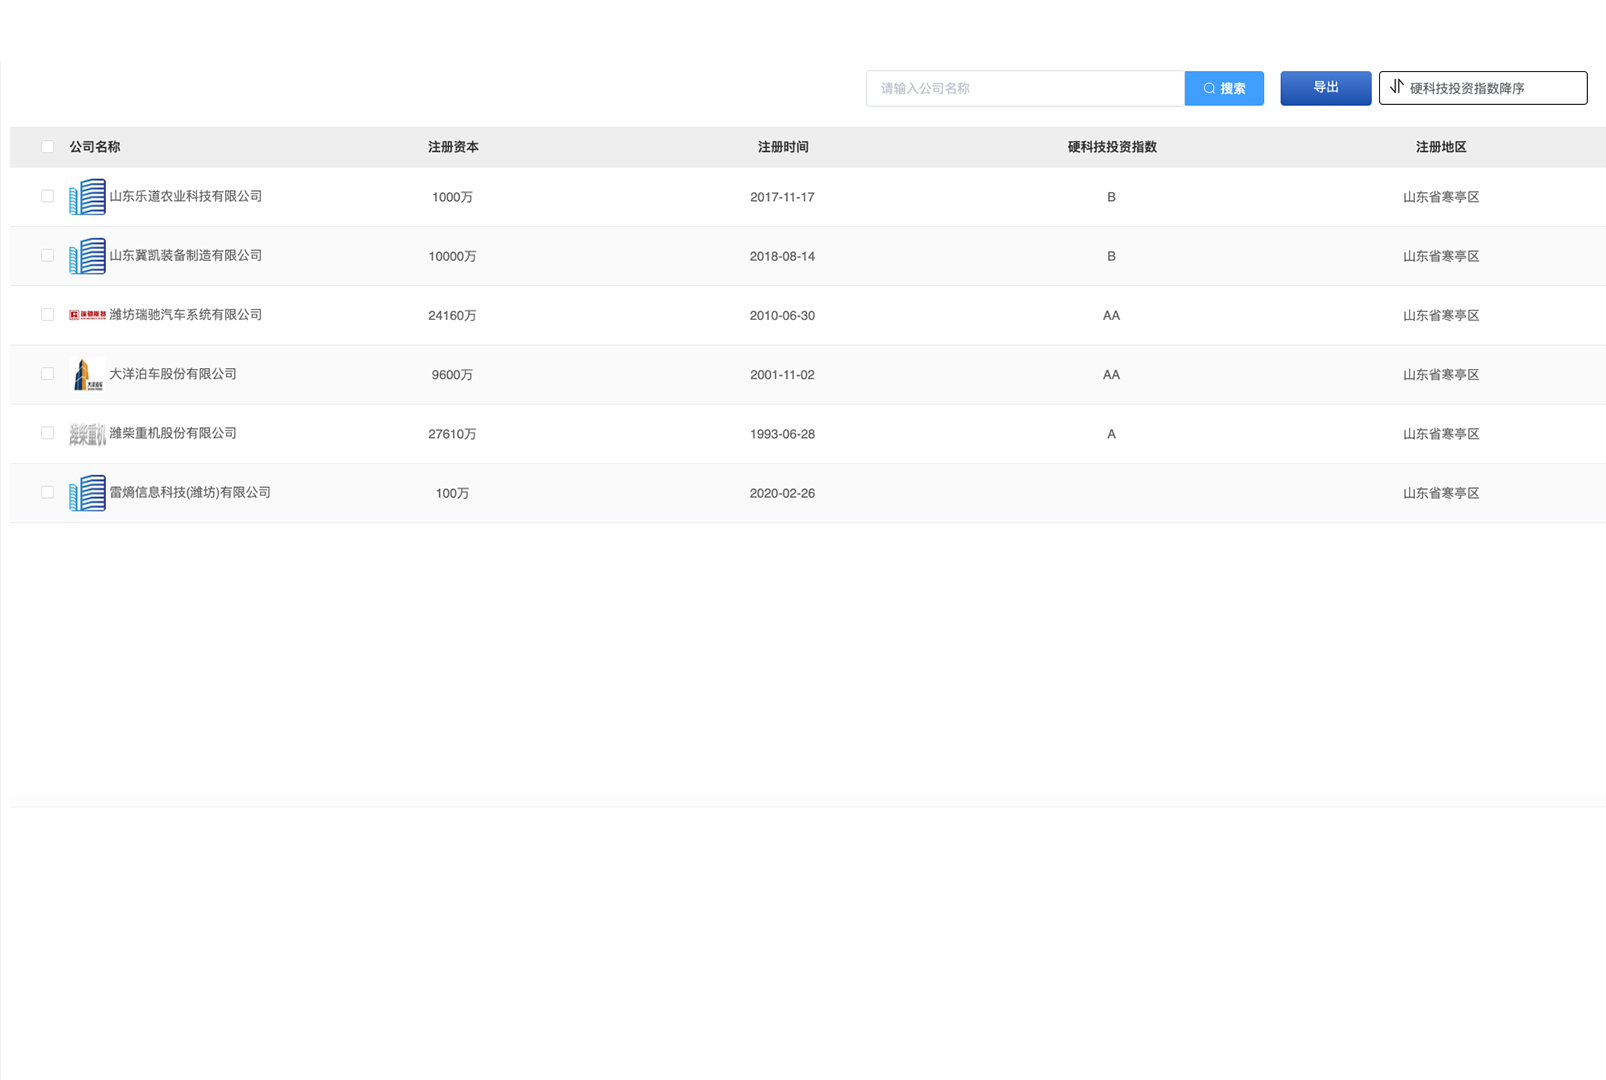 请输入公司名称 搜索 导出 硬科技投资指数降序
公司名称 注册资本 注册时间 硬科技投资指数 注册地区
山东乐道农业科技有限公司 1000万 2017-11-17 B 山东省寒亭区
山东冀凯装备制造有限公司 10000万 2018-08-14 B 山东省寒亭区
潍坊瑞驰汽车系统有限公司 24160万 2010-06-30 AA 山东省寒亭区
大洋泊车 大洋泊车股份有限公司 9600万 2001-11-02 AA 山东省寒亭区
潍柴重机 潍柴重机股份有限公司 27610万 1993-06-28 A 山东省寒亭区
雷熵信息科技(潍坊)有限公司 100万 2020-02-26 山东省寒亭区